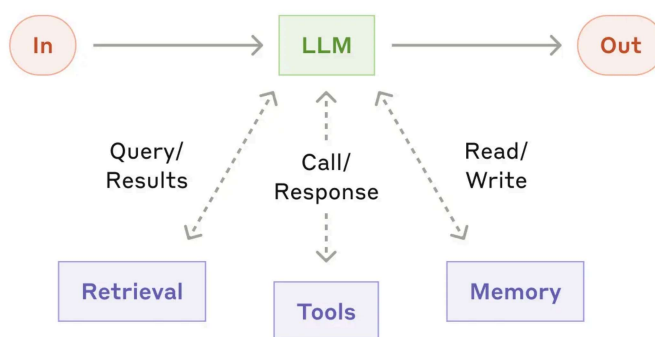 In
LLM
Out
Query/
Results
Call/
Response
Read/
Write
Retrieval
Tools
Memory